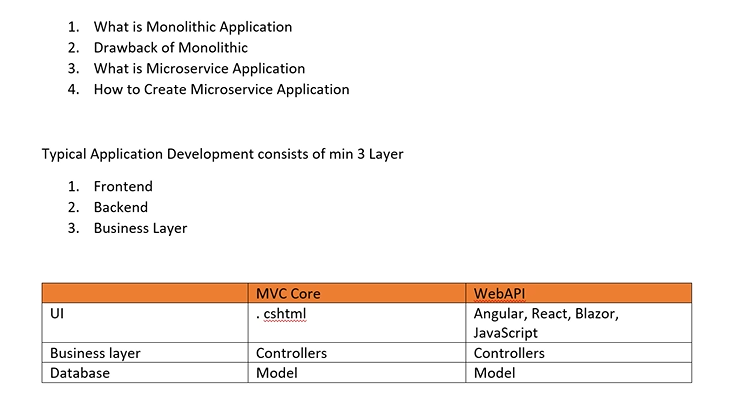 1. What is Monolithic Application
2. Drawback of Monolithic
3. What is Microservice Application
4. How to Create Microservice Application
Typical Application Development consists of min 3 Layer
1. Frontend
2. Backend
3. Business Layer
MVC Core WebAPI
UI . cshtml Angular, React, Blazor,
JavaScript
Business layer Controllers Controllers
Database Model Model